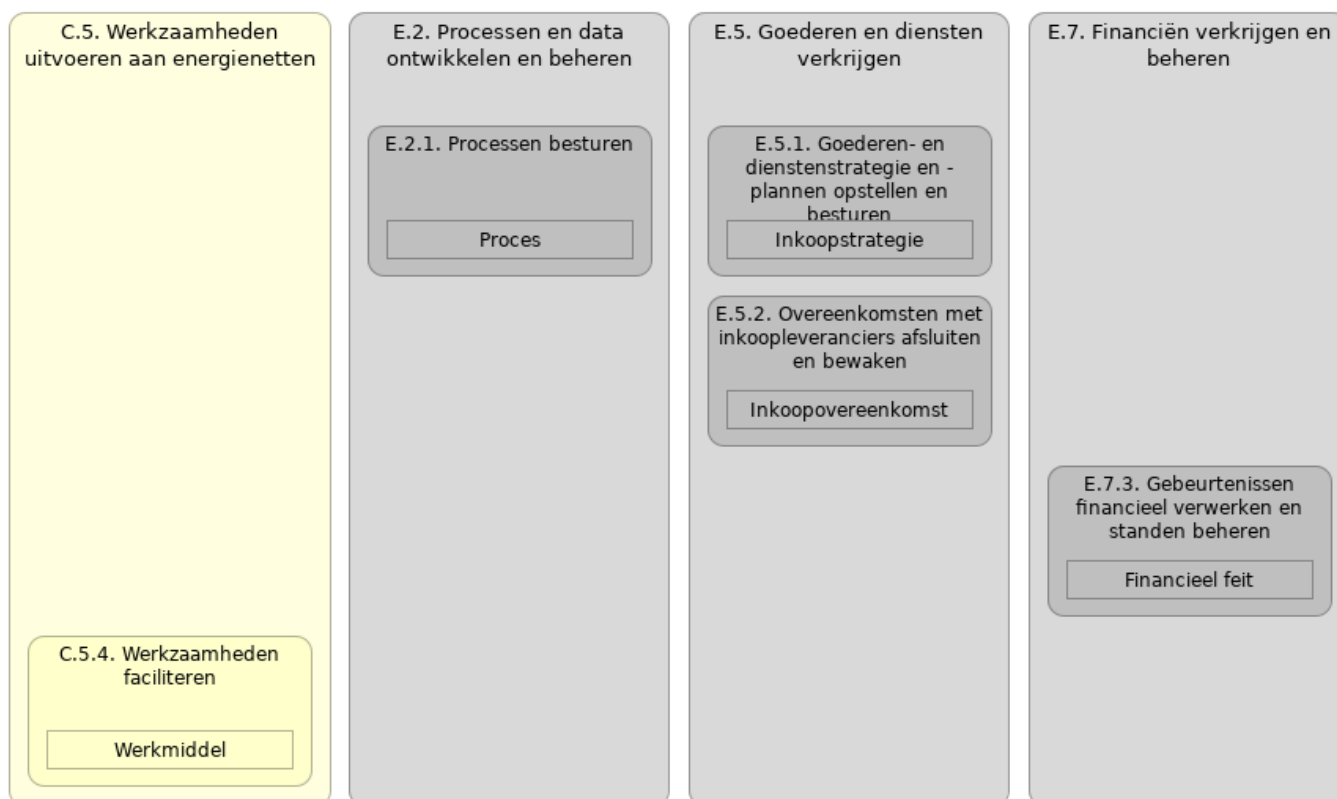 C.5. Werkzaamheden
uitvoeren aan energienetten
C.5.4. Werkzaamheden
faciliteren
Werkmiddel
E.2. Processen en data
ontwikkelen en beheren
E.2.1. Processen besturen
Proces
E.5. Goederen en diensten
verkrijgen
E.5.1. Goederen- en
dienstenstrategie en -
plannen opstellen en
besturen
Inkoopstrategie
E.5.2. Overeenkomsten met
inkoopleveranciers afsluiten
en bewaken
Inkoopovereenkomst
E.7. Financiën verkrijgen en
beheren
E.7.3. Gebeurtenissen
financieel verwerken en
standen beheren
Financieel feit